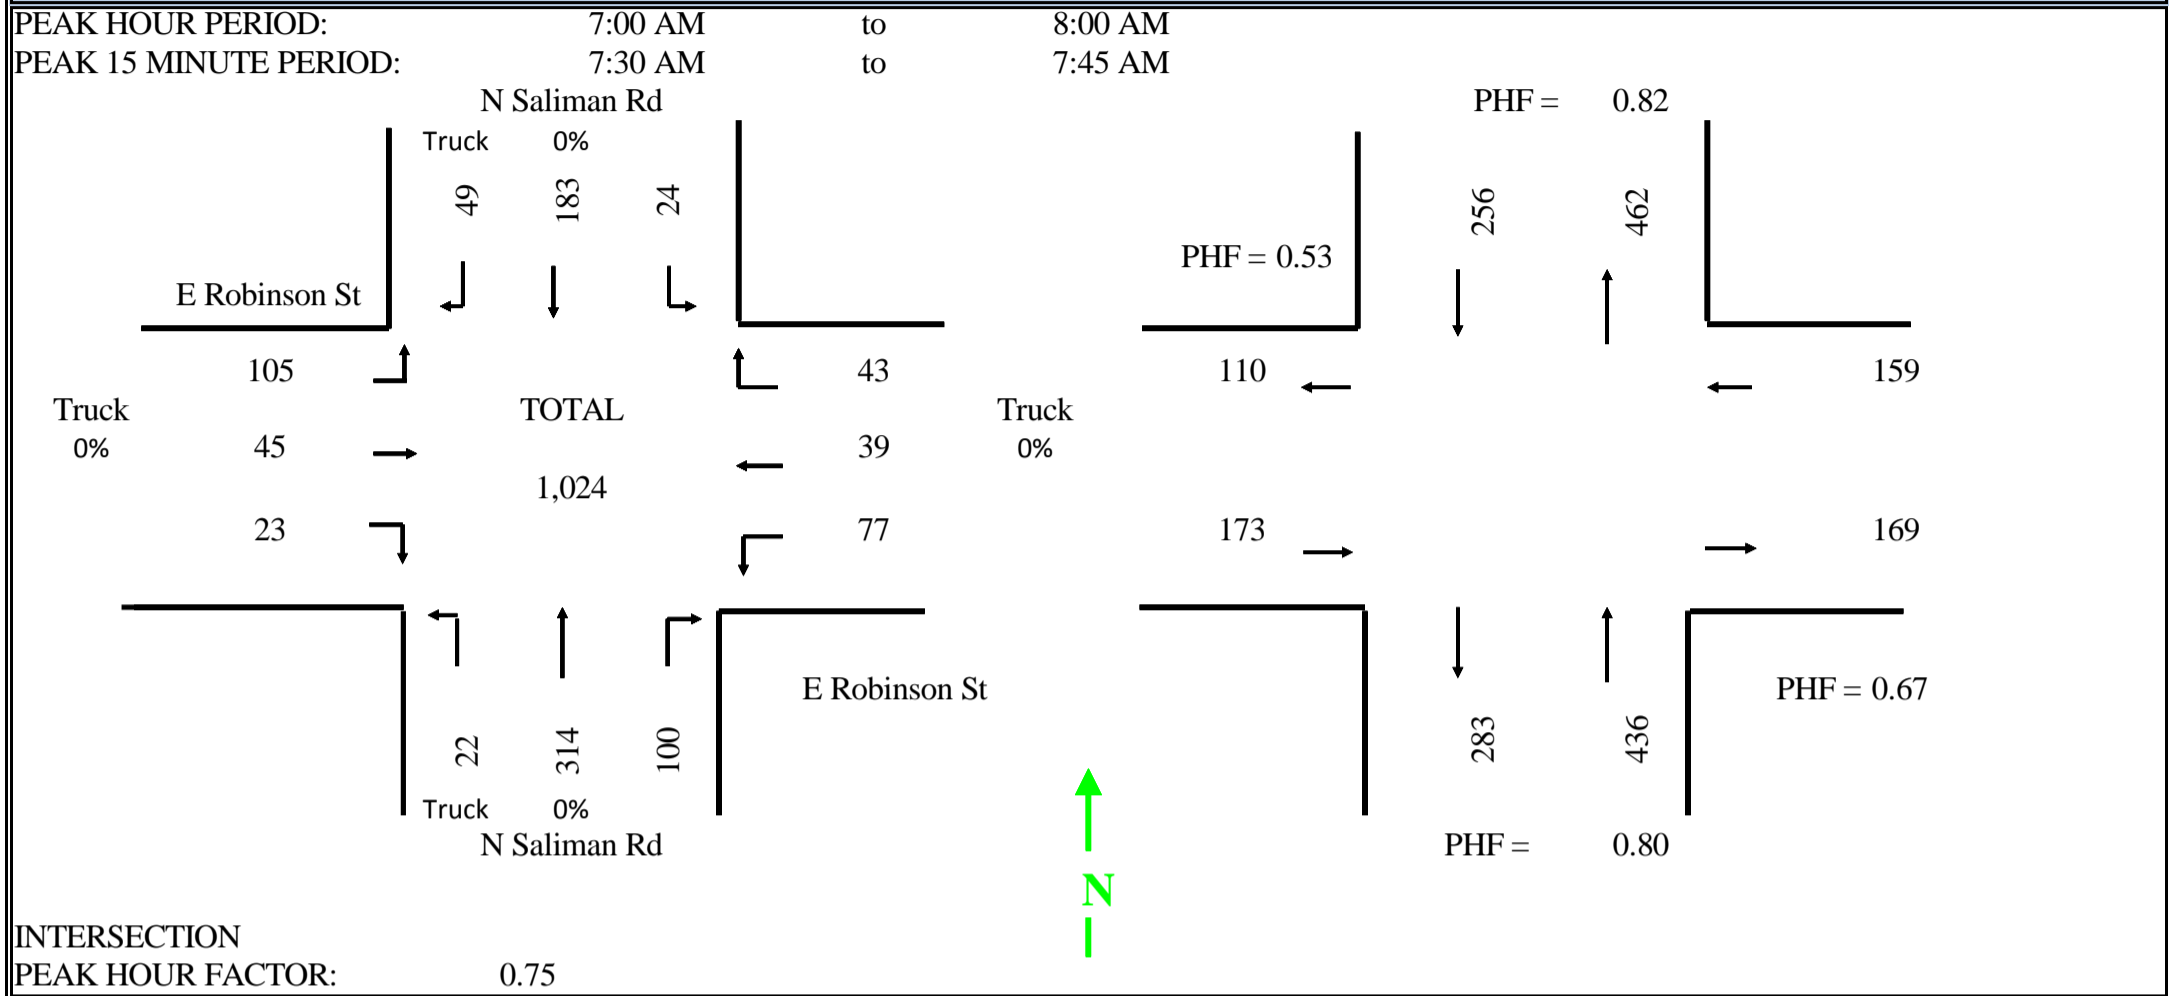 PEAK HOUR PERIOD: 7:00 AM to 8:00 AM
PEAK 15 MINUTE PERIOD: 7:30 AM to 7:45 AM
N Saliman Rd PHF = 0.82
Truck 0%
49 183 24 256 462
PHF = 0.53
E Robinson St
105 43 110 159
Truck TOTAL Truck
0% 45 39 0%
1,024
23 77 173 169
E Robinson St PHF = 0.67
22 314 100 283 436
Truck 0%
N Saliman Rd PHF = 0.80
N
INTERSECTION
PEAK HOUR FACTOR: 0.75